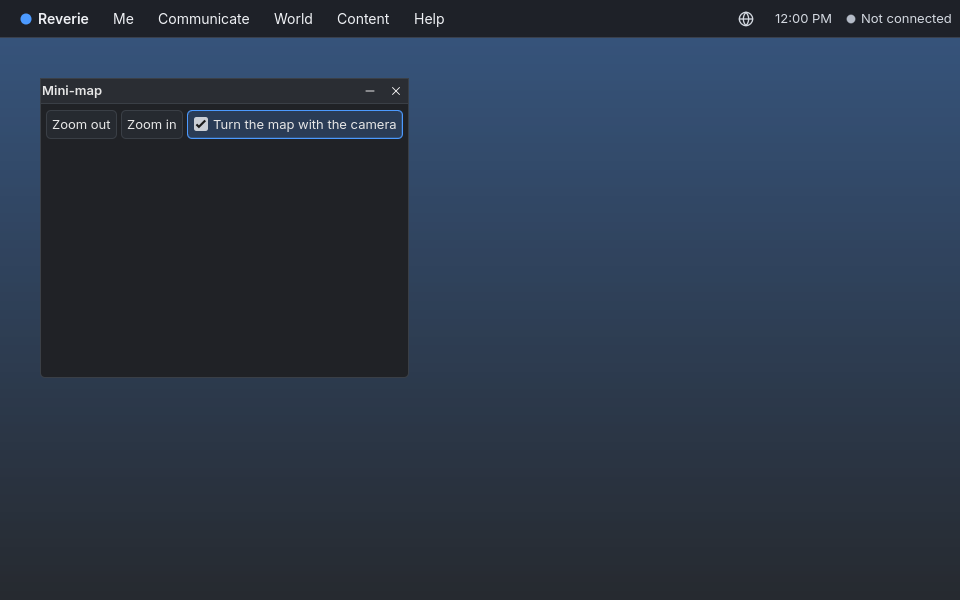 Reverie Me Communicate World Content Help 12:00 PM Not connected
Mini-map
Zoom out Zoom in Turn the map with the camera